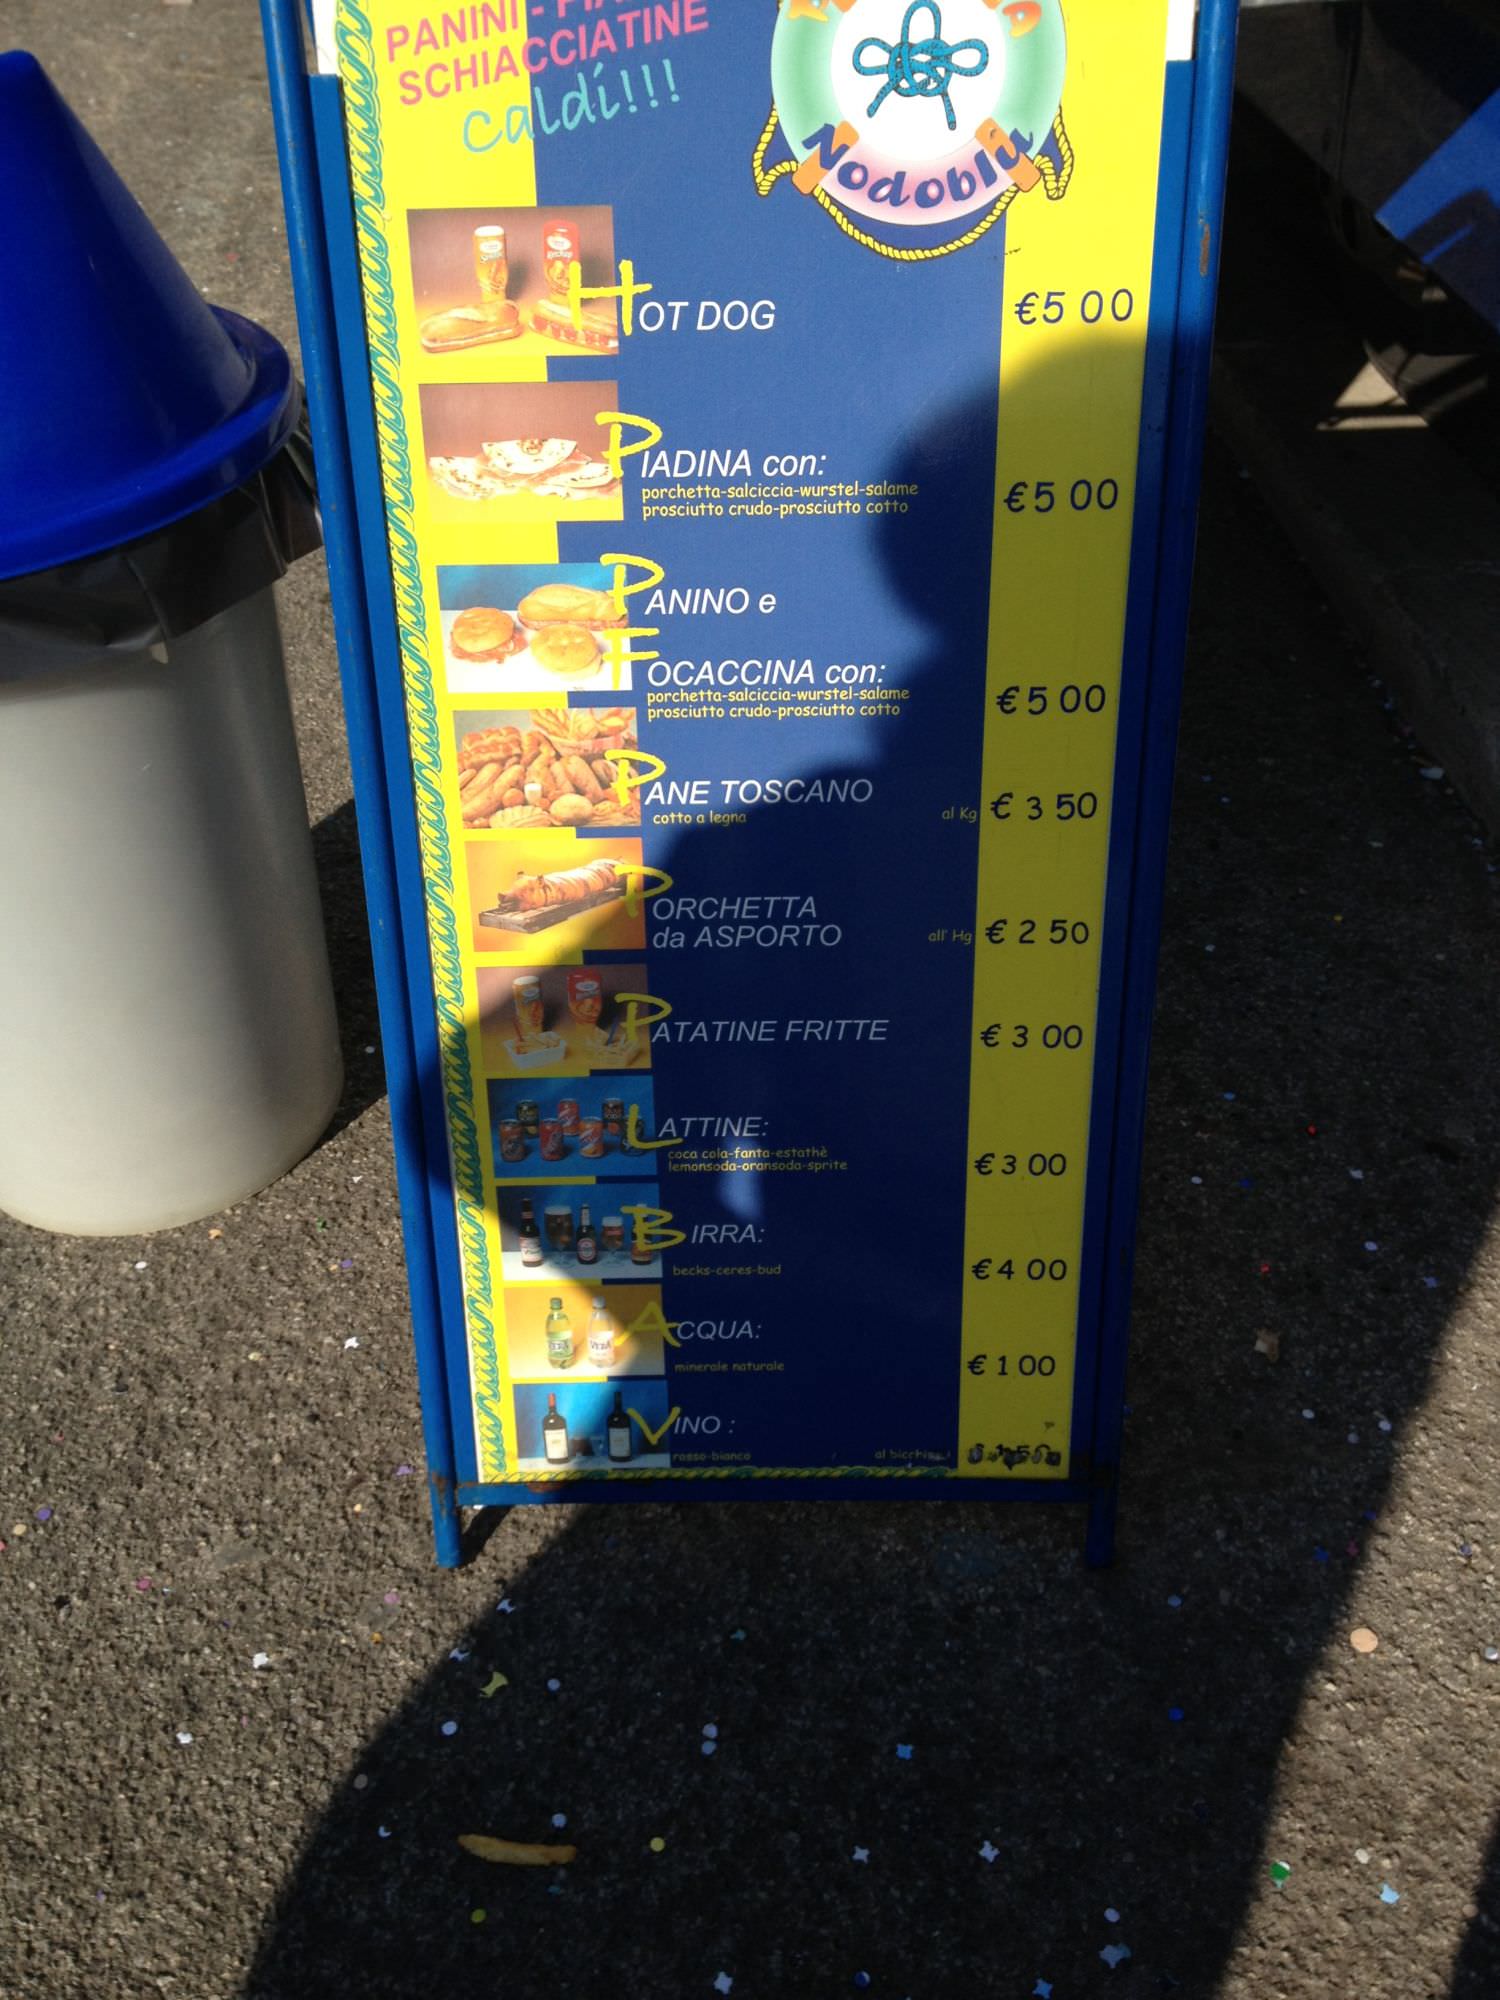 PANINI -
SCHIACCIATINE
caldi!!!
Nodoblù
HOT DOG €5 00
PIADINA con:
porchetta-salciccia-wurstel-salame
prosciutto crudo-prosciutto cotto
€5 00
PANINO e
FOCACCINA con:
porchetta-salciccia-wurstel-salame
prosciutto crudo-prosciutto cotto
€5 00
PANE TOSCANO
cotto a legna al Kg € 3 50
PORCHETTA
da ASPORTO all' Hg € 2 50
PATATINE FRITTE € 3 00
LATTINE:
coca cola-fanta-estathè
lemonsoda-oransoda-sprite
€3 00
BIRRA:
becks-ceres-bud €4 00
ACQUA:
minerale naturale € 1 00
VINO :
rosso-bianco al